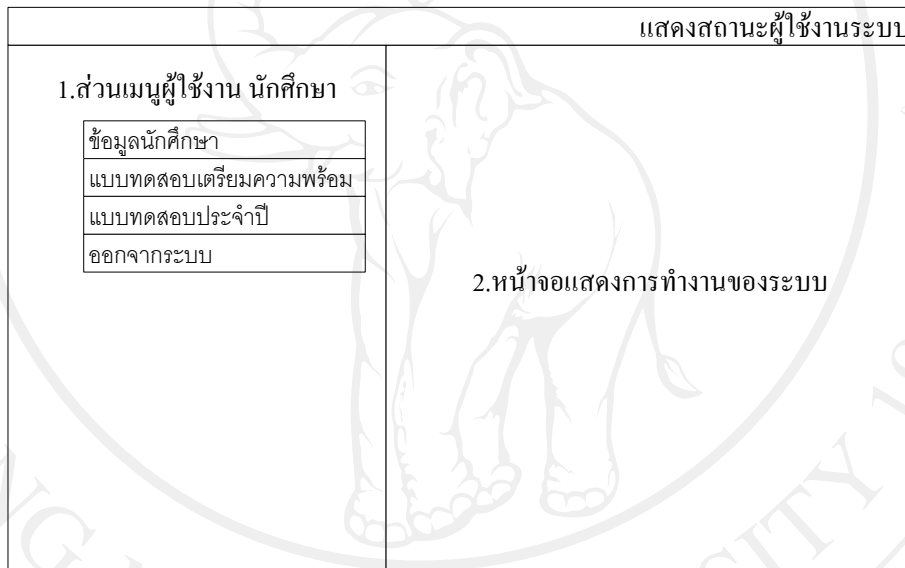 แสดงสถานะผู้ใช้งานระบบ
1.ส่วนเมนูผู้ใช้งาน นักศึกษา
ข้อมูลนักศึกษา
แบบทดสอบเตรียมความพร้อม
แบบทดสอบประจำปี
ออกจากระบบ
2.หน้าจอแสดงการทำงานของระบบ